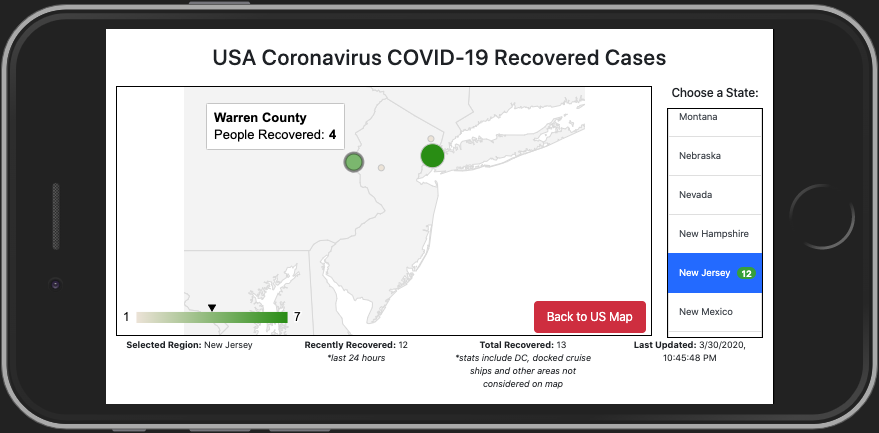 USA Coronavirus COVID-19 Recovered Cases
Warren County
People Recovered: 4
1
7
Back to US Map
Choose a State:
Montana
Nebraska
Nevada
New Hampshire
New Jersey 12
New Mexico
Selected Region: New Jersey
Recently Recovered: 12
*last 24 hours
Total Recovered: 13
*stats include DC, docked cruise
ships and other areas not
considered on map
Last Updated: 3/30/2020,
10:45:48 PM